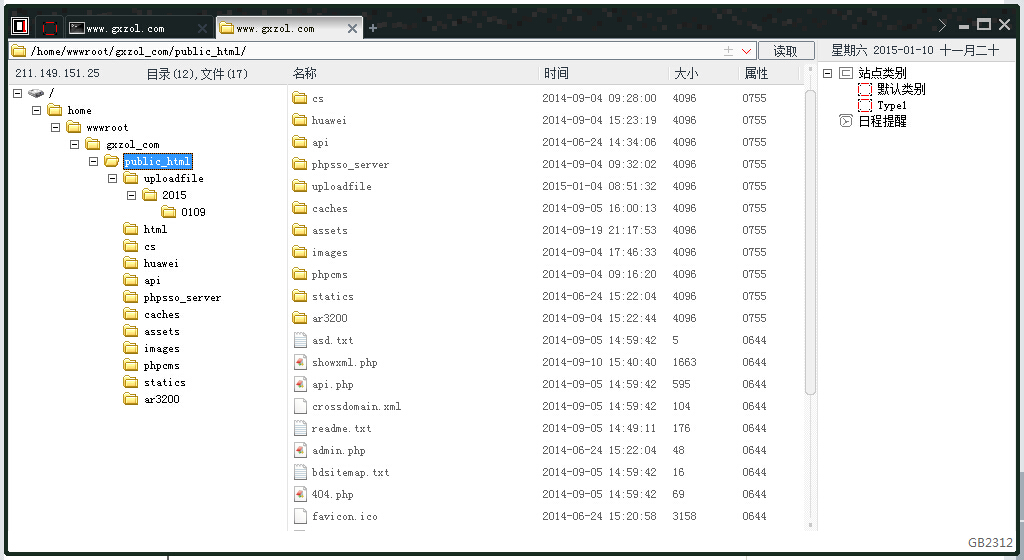 www.gxzol.com
www.gxzol.com
/home/wwwroot/gxzol_com/public_html/
读取
星期六 2015-01-10 十一月二十
211.149.151.25
目录(12),文件(17)
名称 时间 大小 属性
/
home
wwwroot
gxzol_com
public_html
uploadfile
2015
0109
html
cs
huawei
api
phpsso_server
caches
assets
images
phpcms
statics
ar3200
cs 2014-09-04 09:28:00 4096 0755
huawei 2014-09-03 15:23:19 4096 0755
api 2014-06-24 14:34:06 4096 0755
phpsso_server 2014-09-04 09:32:02 4096 0755
uploadfile 2015-01-04 08:51:32 4096 0755
caches 2014-09-05 16:00:13 4096 0755
assets 2014-09-19 21:17:53 4096 0755
images 2014-09-04 17:46:33 4096 0755
phpcms 2014-09-04 09:16:20 4096 0755
statics 2014-06-24 15:22:04 4096 0755
ar3200 2014-09-04 15:22:44 4096 0755
asd.txt 2014-09-05 14:59:42 5 0644
showxml.php 2014-09-10 15:40:40 1663 0644
api.php 2014-09-05 14:59:42 595 0644
crossdomain.xml 2014-09-05 14:59:42 104 0644
readme.txt 2014-09-05 14:49:11 176 0644
admin.php 2014-06-24 15:22:04 48 0644
bdsitemap.txt 2014-09-05 14:59:42 16 0644
404.php 2014-09-05 14:59:42 69 0644
favicon.ico 2014-06-24 15:20:58 3158 0644
站点类别
默认类别
Type1
日程提醒
GB2312